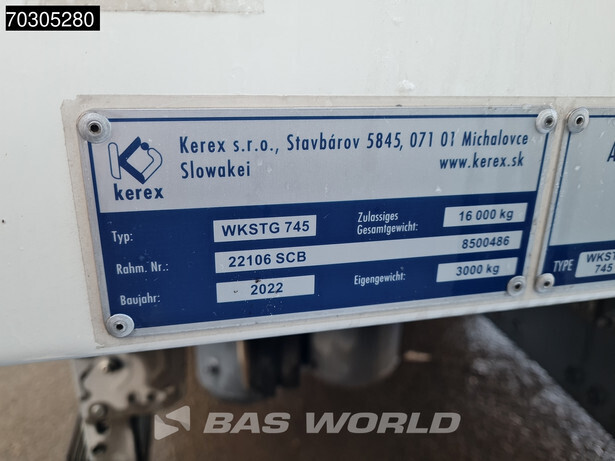 70305280
Kerex s.r.o., Stavbárov 5845, 071 01 Michalovce
Slowakei www.kerex.sk
kerex
Typ: WKSTG 745 Zulassiges Gesamtgewicht: 16 000 kg
Rahm. Nr.: 22106 SCB 8500486
Baujahr: 2022 Eigengewicht: 3000 kg
A
TYPE WKST
745
BAS WORLD